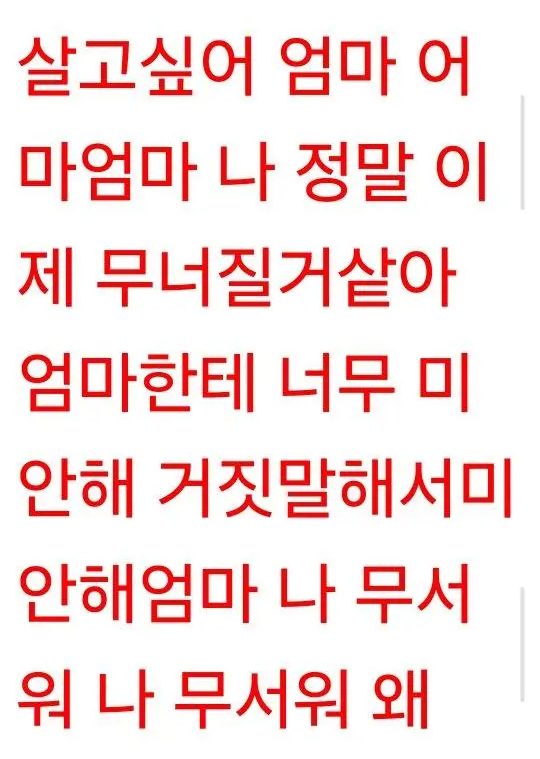 살고싶어 엄마 어
마엄마 나 정말 이
제 무너질거샅아
엄마한테 너무 미
안해 거짓말해서미
안해엄마 나 무서
워 나 무서워 왜